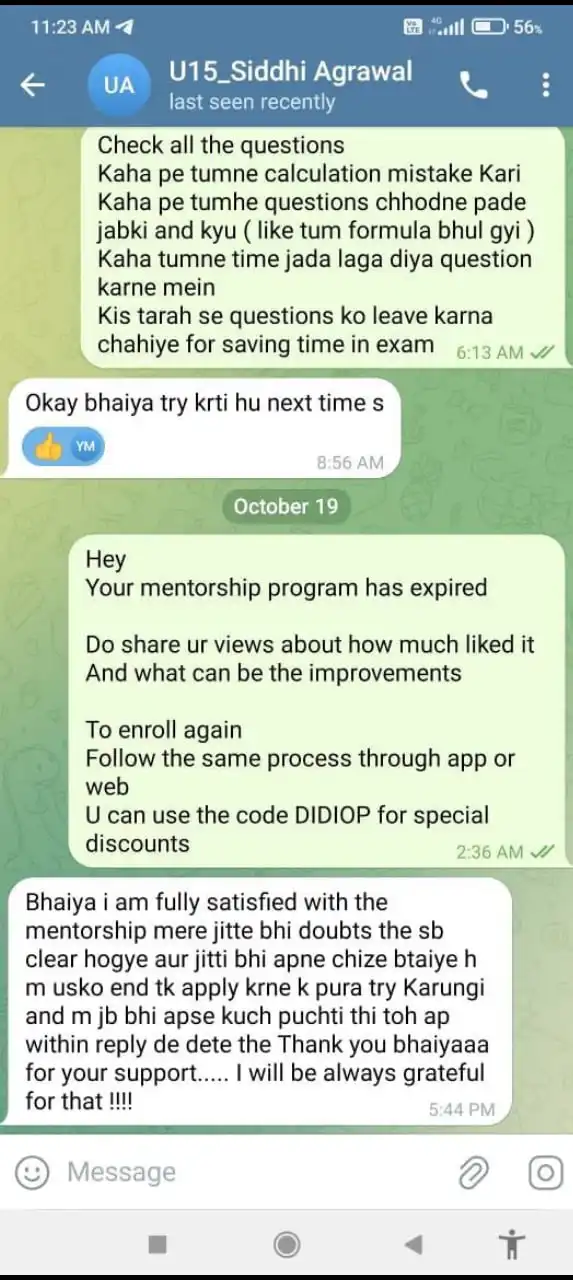 11:23 AM
Vo
LTE
4G
56%
UA
U15_Siddhi Agrawal
last seen recently
Check all the questions
Kaha pe tumne calculation mistake Kari
Kaha pe tumhe questions chhodne pade
jabki and kyu ( like tum formula bhul gyi )
Kaha tumne time jada laga diya question
karne mein
Kis tarah se questions ko leave karna
chahiye for saving time in exam
6:13 AM
Okay bhaiya try krti hu next time s
YM
8:56 AM
October 19
Hey
Your mentorship program has expired
Do share ur views about how much liked it
And what can be the improvements
To enroll again
Follow the same process through app or
web
U can use the code DIDIOP for special
discounts
2:36 AM
Bhaiya i am fully satisfied with the
mentorship mere jitte bhi doubts the sb
clear hogye aur jitti bhi apne chize btaiye h
m usko end tk apply krne k pura try Karungi
and m jb bhi apse kuch puchti thi toh ap
within reply de dete the Thank you bhaiyaaa
for your support..... I will be always grateful
for that !!!!
5:44 PM
Message